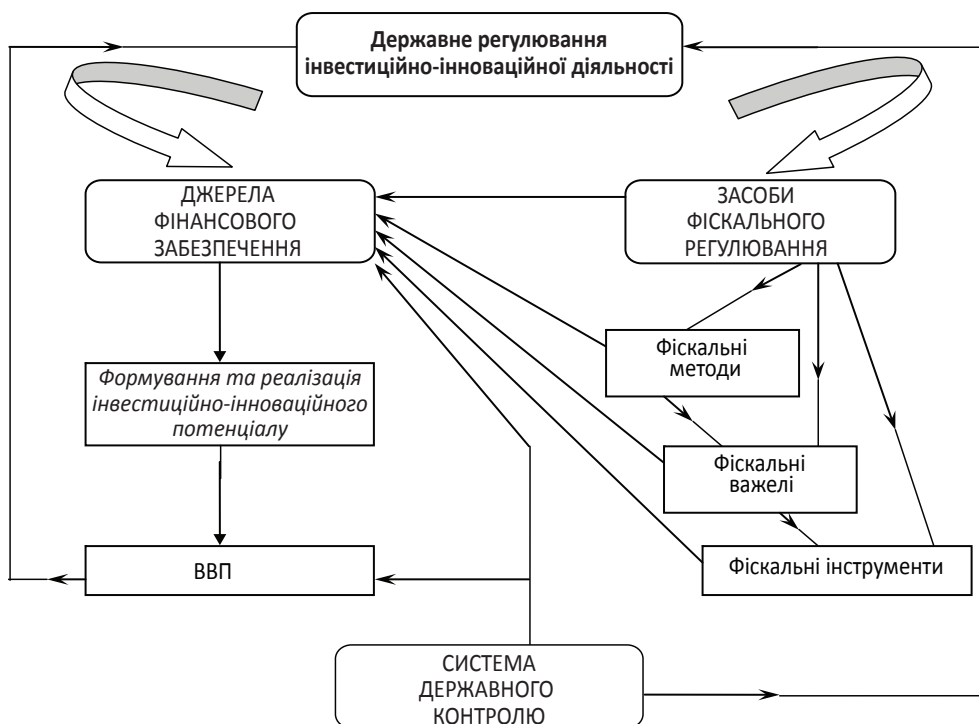 Державне регулювання
інвестиційно-інноваційної діяльності
ДЖЕРЕЛА
ФІНАНСОВОГО
ЗАБЕЗПЕЧЕННЯ
ЗАСОБИ
ФІСКАЛЬНОГО
РЕГУЛЮВАННЯ
Фіскальні
методи
Формування та реалізація
інвестиційно-інноваційного
потенціалу
Фіскальні
важелі
ВВП
Фіскальні інструменти
СИСТЕМА
ДЕРЖАВНОГО
КОНТРОЛЮ